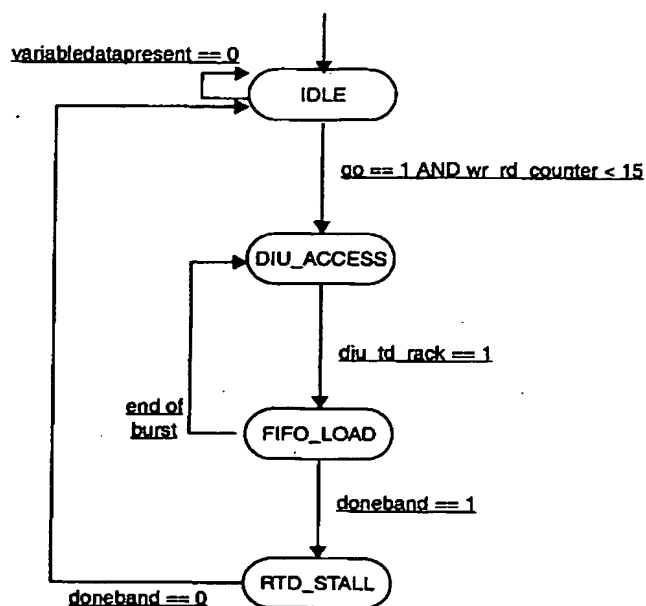 variabledatapresent == 0
IDLE
go == 1 AND wr_rd_counter < 15
DIU_ACCESS
diu_td_rack == 1
end of
burst
FIFO_LOAD
doneband == 1
RTD_STALL
doneband == 0